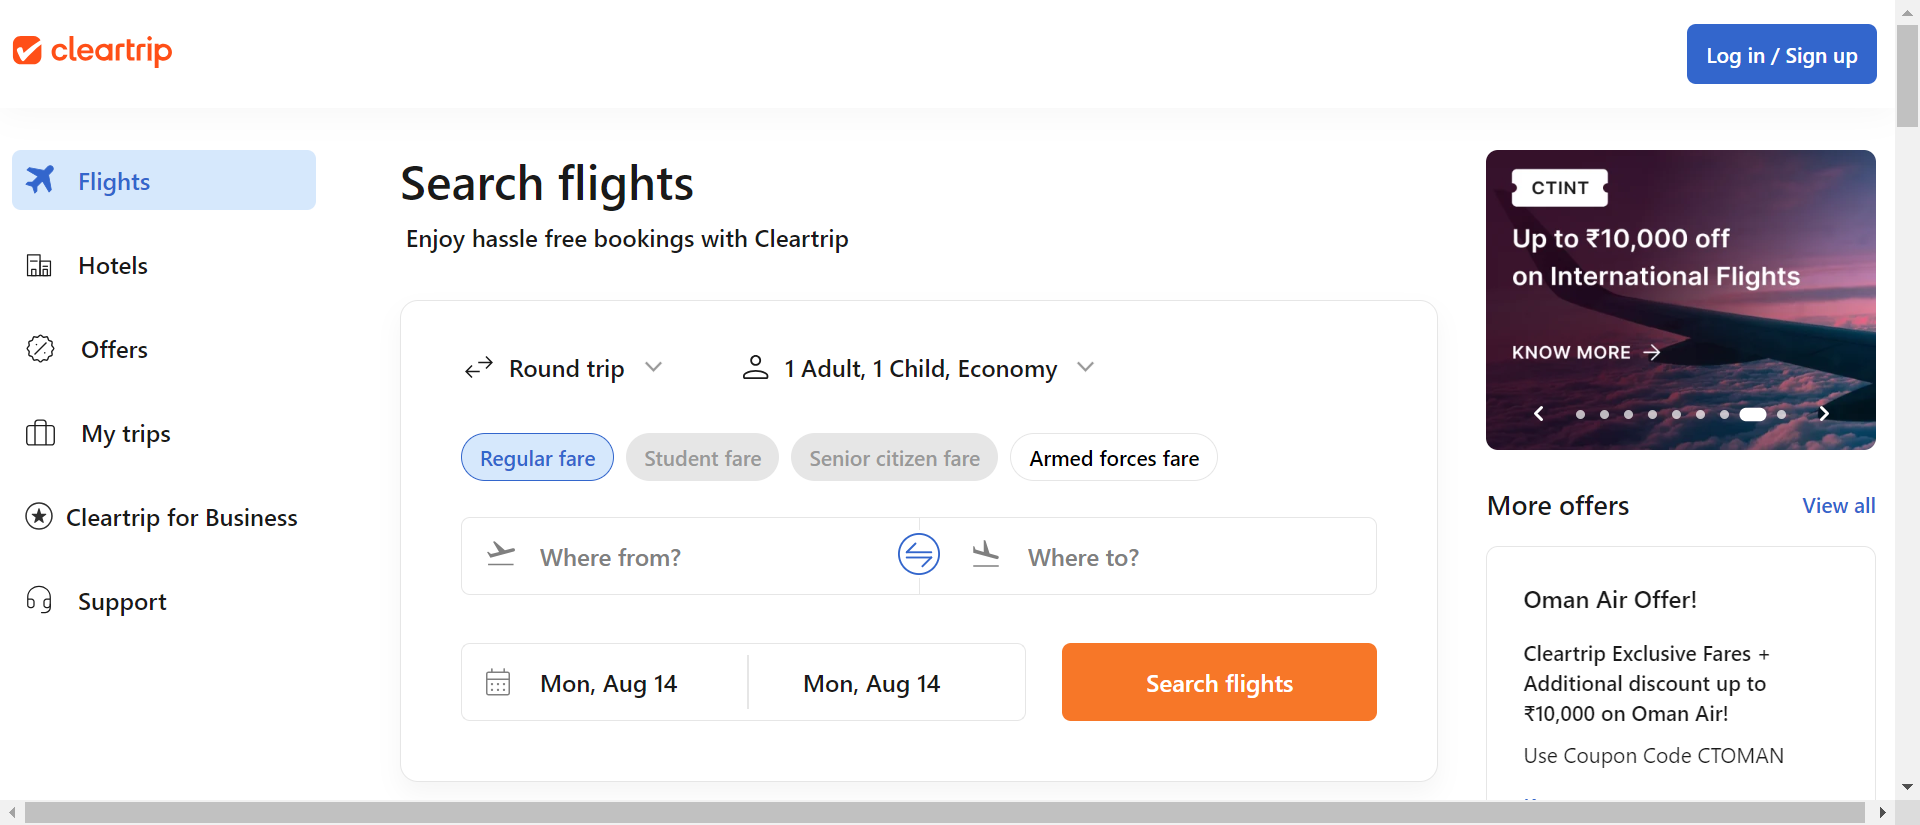 cleartrip
Log in / Sign up
Flights
Hotels
Offers
My trips
Cleartrip for Business
Support
Search flights
Enjoy hassle free bookings with Cleartrip
Round trip
1 Adult, 1 Child, Economy
Regular fare
Student fare
Senior citizen fare
Armed forces fare
Where from?
Where to?
Mon, Aug 14
Mon, Aug 14
Search flights
CTINT
Up to ₹10,000 off
on International Flights
KNOW MORE
More offers
View all
Oman Air Offer!
Cleartrip Exclusive Fares +
Additional discount up to
₹10,000 on Oman Air!
Use Coupon Code CTOMAN